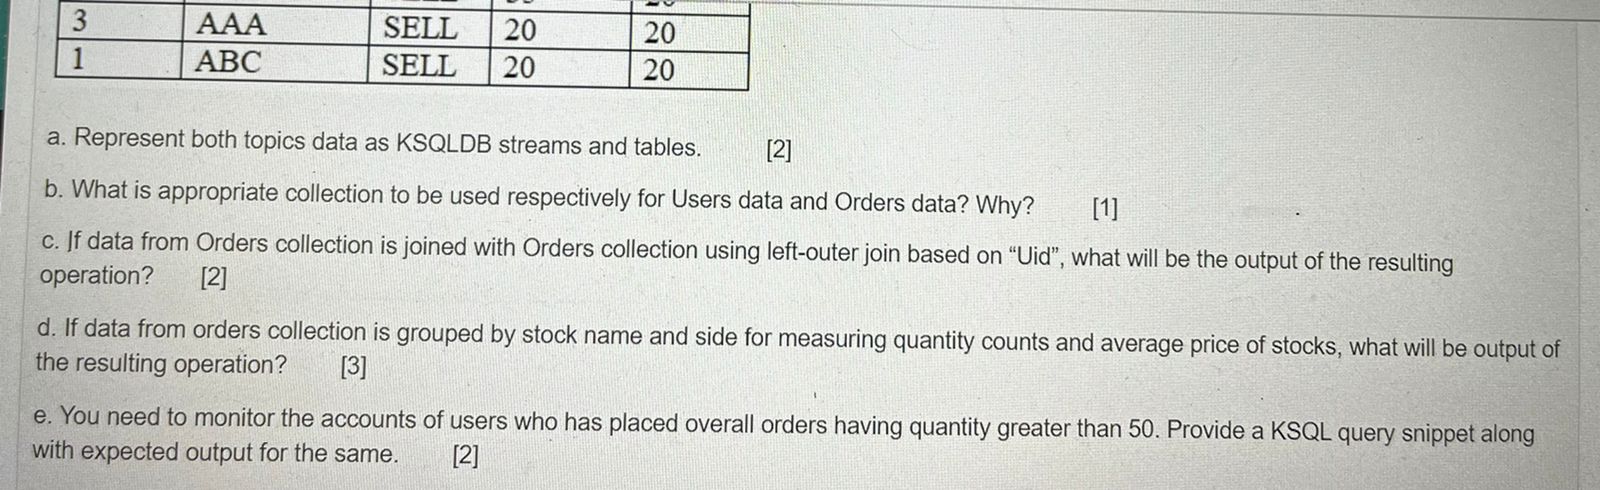 3 AAA SELL 20 20
1 ABC SELL 20 20
a. Represent both topics data as KSQLDB streams and tables. [2]
b. What is appropriate collection to be used respectively for Users data and Orders data? Why? [1]
c. If data from Orders collection is joined with Orders collection using left-outer join based on “Uid”, what will be the output of the resulting
operation? [2]
d. If data from orders collection is grouped by stock name and side for measuring quantity counts and average price of stocks, what will be output of
the resulting operation? [3]
e. You need to monitor the accounts of users who has placed overall orders having quantity greater than 50. Provide a KSQL query snippet along
with expected output for the same. [2]